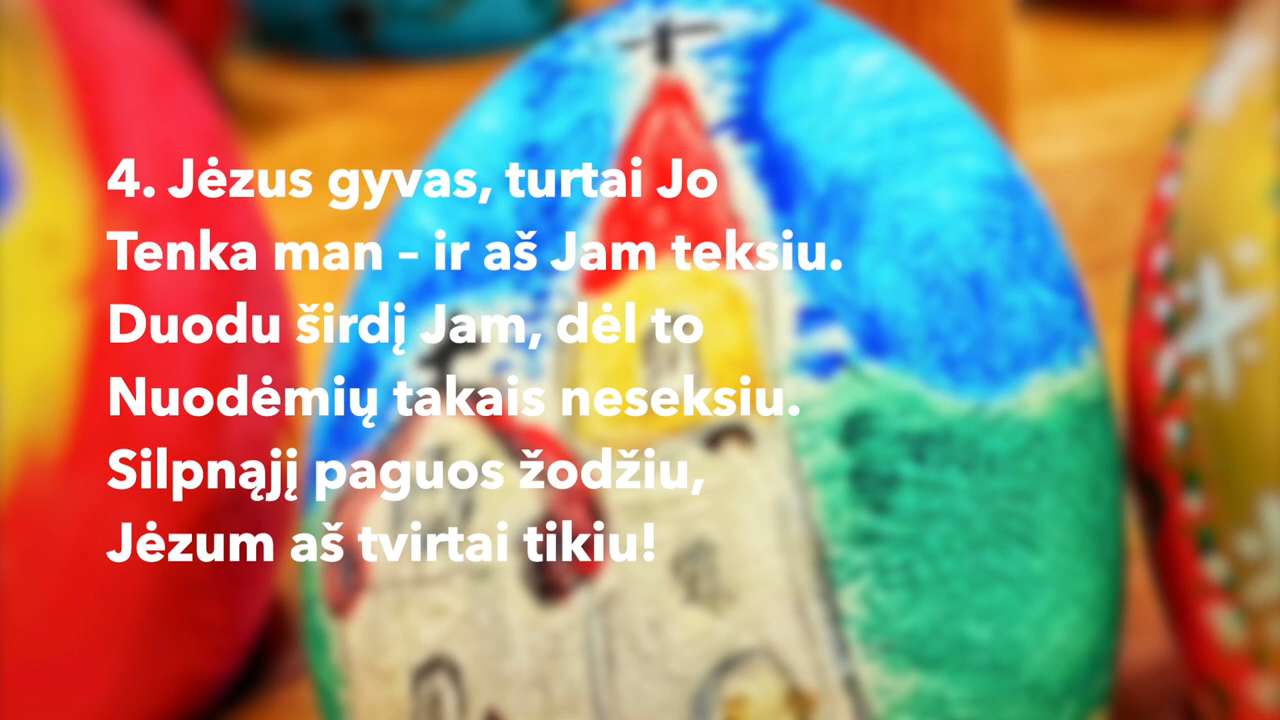 4. Jėzus gyvas, turtai Jo
Tenka man – ir aš Jam teksiu.
Duodu širdį Jam, dėl to
Nuodėmių takais neseksiu.
Silpnąjį paguos žodžiu,
Jėzum aš tvirtai tikiu!